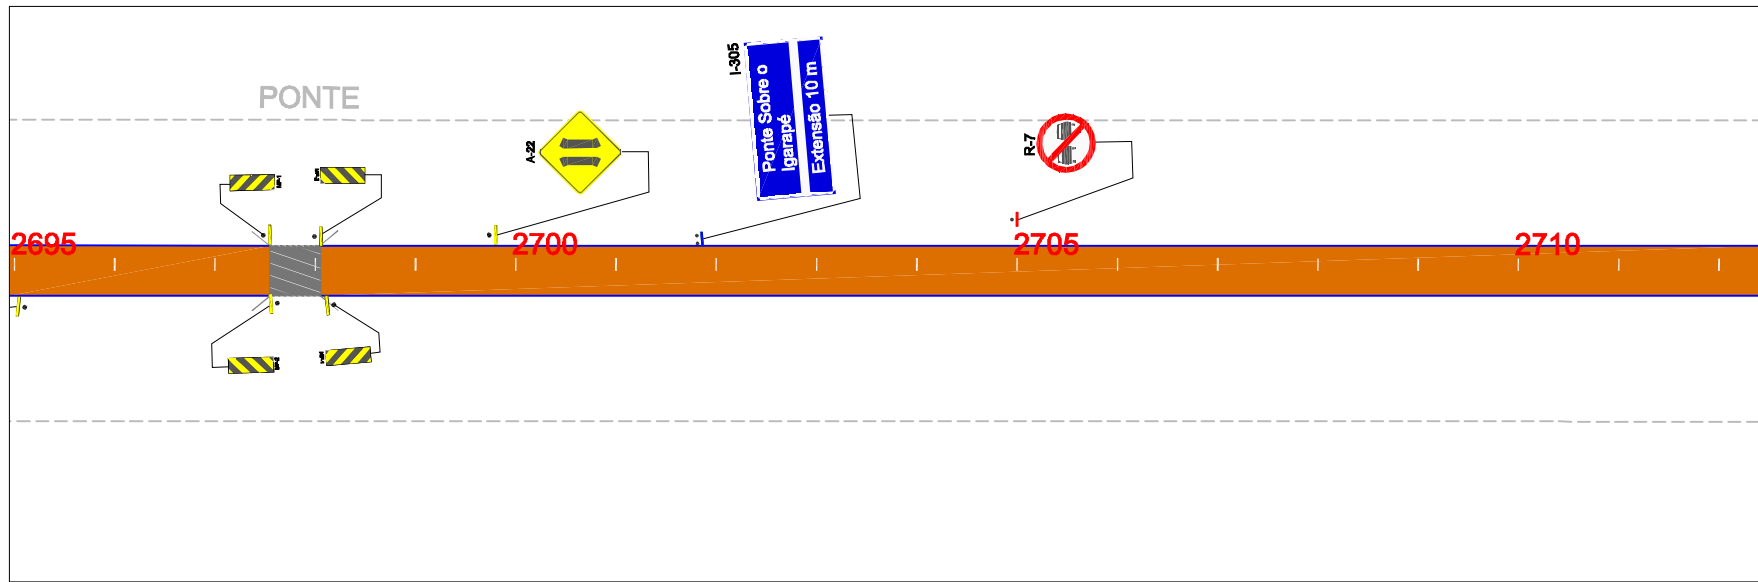 PONTE
I-305
Ponte Sobre o
Igarapé
Extensão 10 m
A-22
R-7
2695
2700
2705
2710